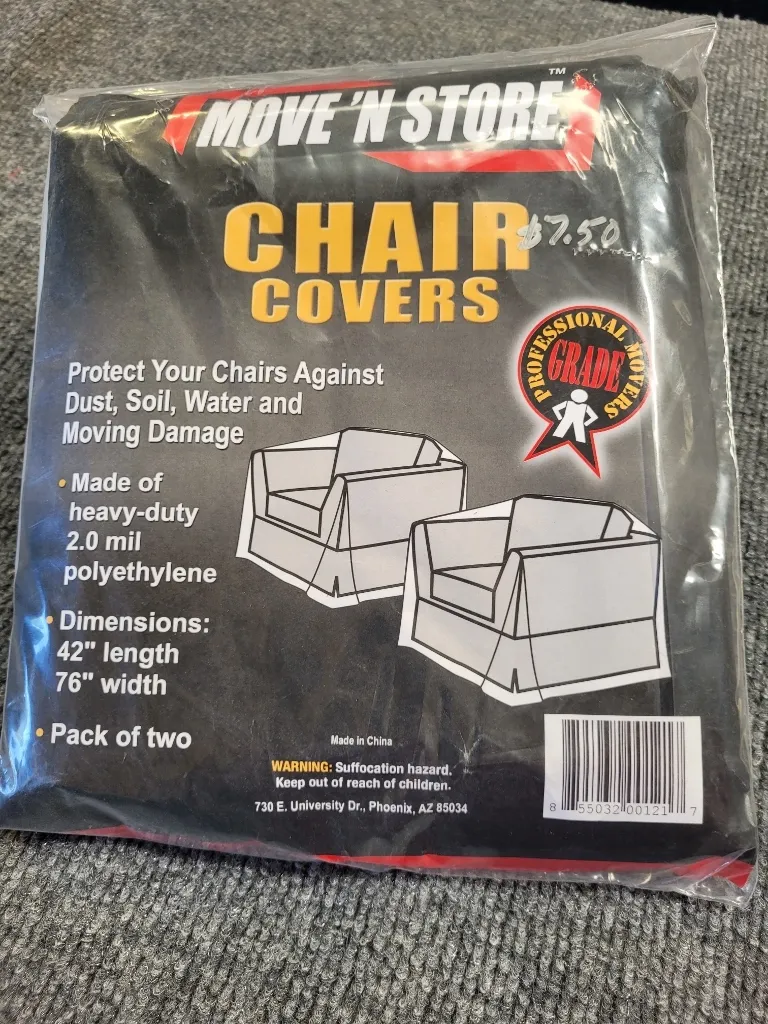 MOVE 'N STORE™
CHAIR
$7.50
COVERS
PROFESSIONAL MOVERS
GRADE
Protect Your Chairs Against
Dust, Soil, Water and
Moving Damage
• Made of
heavy-duty
2.0 mil
polyethylene
• Dimensions:
42" length
76" width
• Pack of two
Made in China
WARNING: Suffocation hazard.
Keep out of reach of children.
730 E. University Dr., Phoenix, AZ 85034
8 55032 00121 7